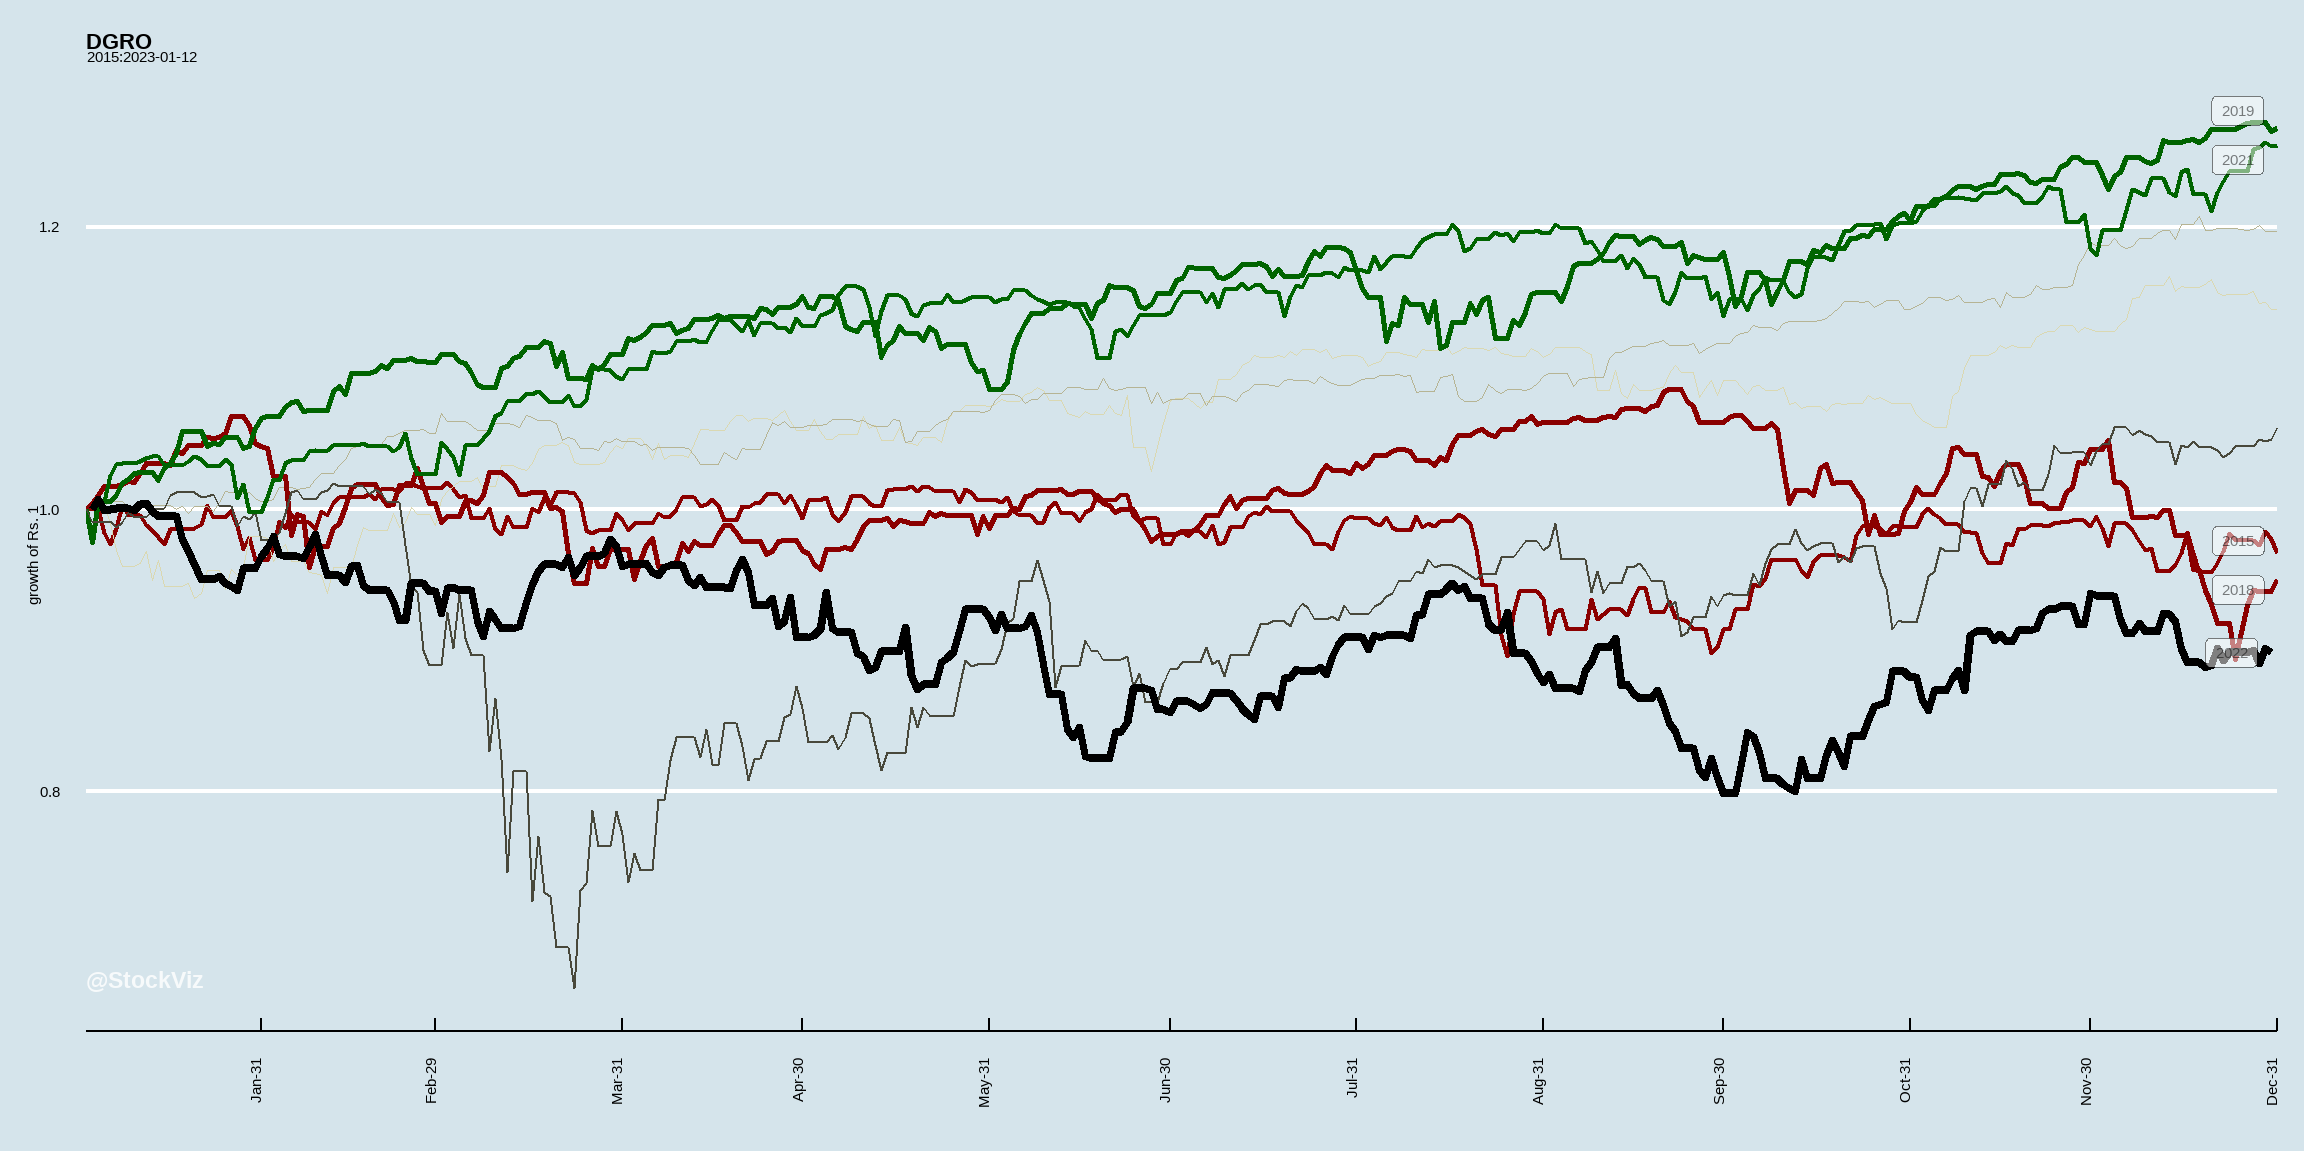 DGRO
2015:2023-01-12
2019
2021
1.2
1.0
growth of Rs. 1
2015
2018
2022
0.8
@StockViz
Jan-31
Feb-29
Mar-31
Apr-30
May-31
Jun-30
Jul-31
Aug-31
Sep-30
Oct-31
Nov-30
Dec-31